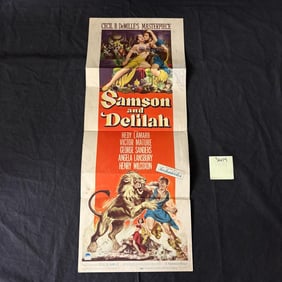 CECIL B. DeMILLE'S MASTERPIECE
Samson
and
Delilah
HEDY LAMARR
VICTOR MATURE
GEORGE SANDERS
ANGELA LANSBURY
HENRY WILCOXON